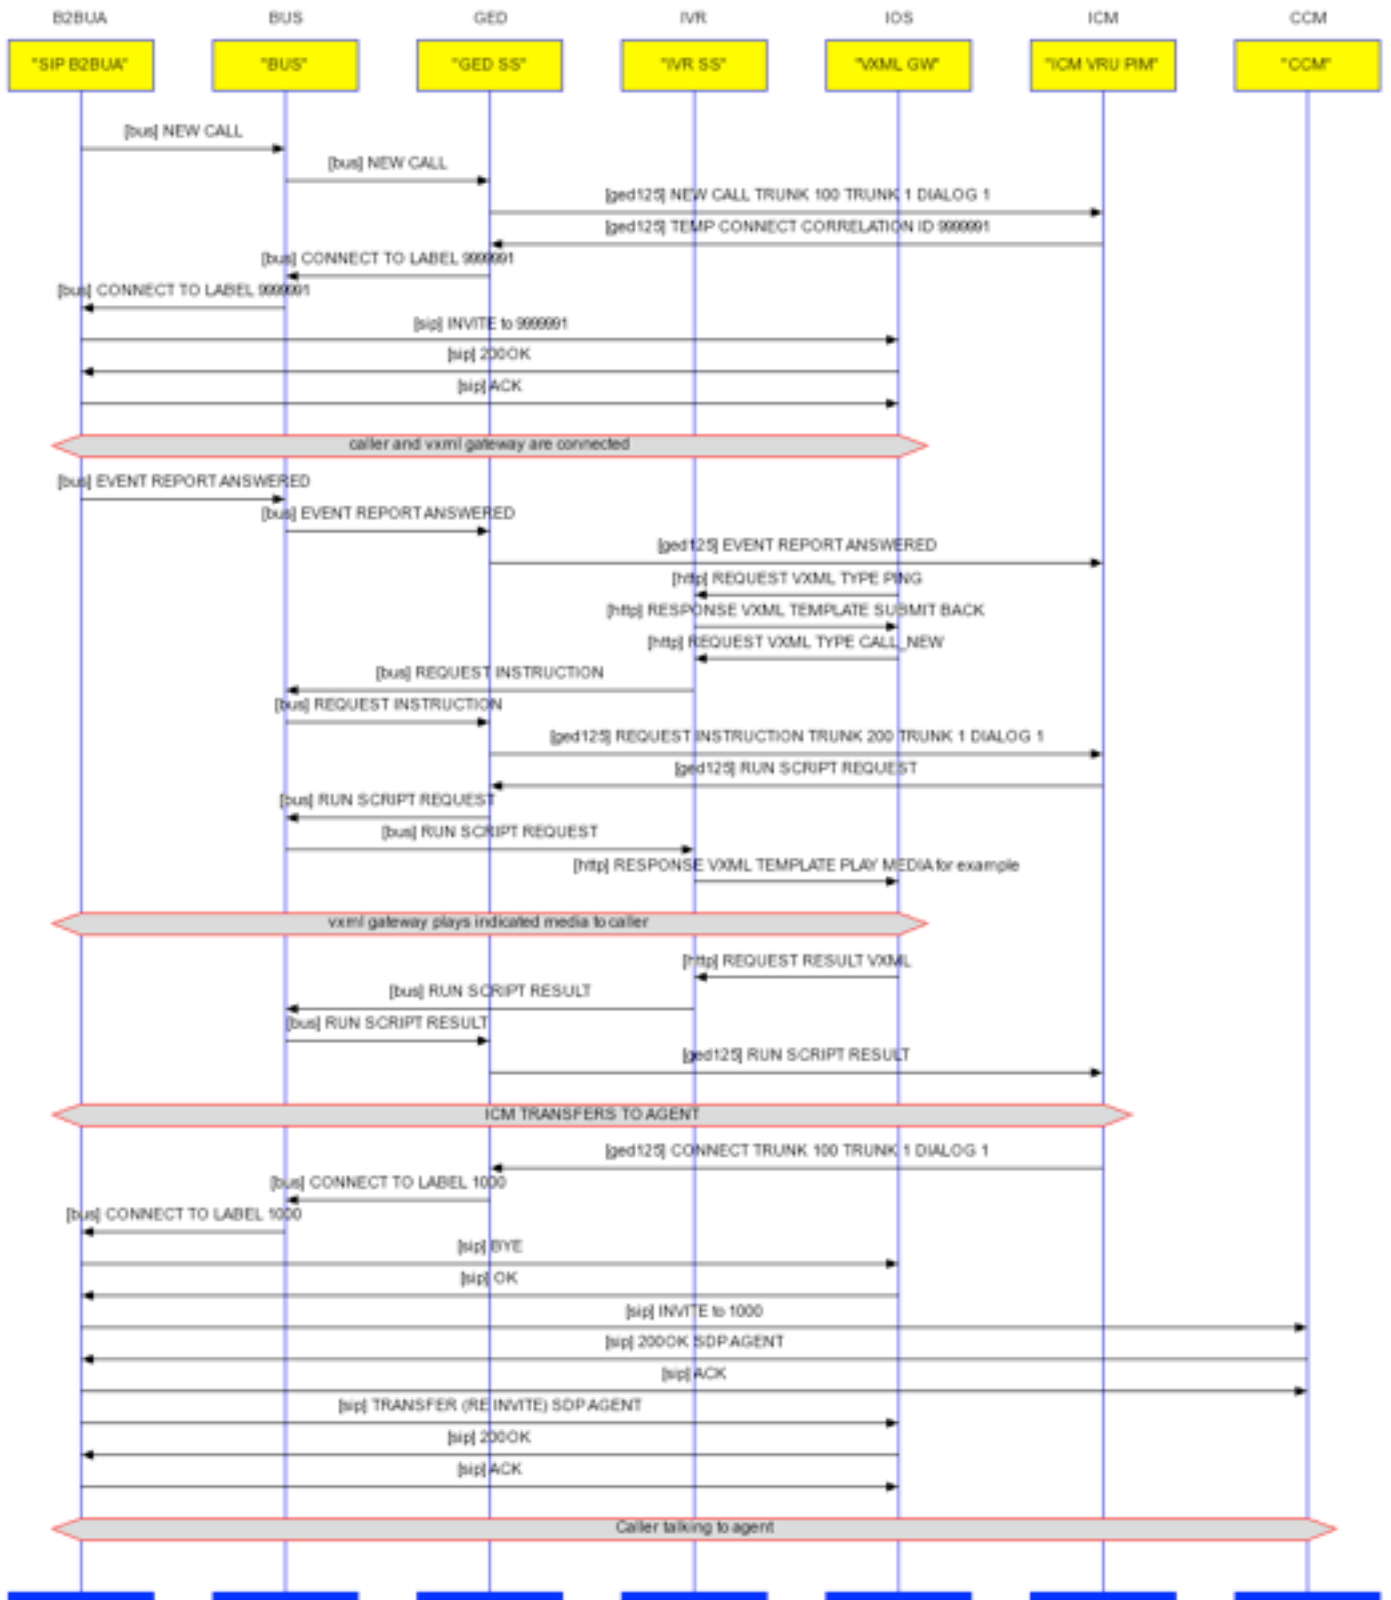 B2BUA BUS GED IVR IOS ICM CCM
"SIP B2BUA" "BUS" "GED SS" "IVR SS" "VXML GW" "ICM VRU PIM" "CCM"
[bus] NEW CALL
[bus] NEW CALL
[ged125] NEW CALL TRUNK 100 TRUNK 1 DIALOG 1
[ged125] TEMP CONNECT CORRELATION ID 9999991
[bus] CONNECT TO LABEL 9999991
[bus] CONNECT TO LABEL 9999991
[sip] INVITE to 9999991
[sip] 200OK
[sip] ACK
caller and vxml gateway are connected
[bus] EVENT REPORT ANSWERED
[bus] EVENT REPORT ANSWERED
[ged125] EVENT REPORT ANSWERED
[http] REQUEST VXML TYPE PING
[http] RESPONSE VXML TEMPLATE SUBMIT BACK
[http] REQUEST VXML TYPE CALL_NEW
[bus] REQUEST INSTRUCTION
[bus] REQUEST INSTRUCTION
[ged125] REQUEST INSTRUCTION TRUNK 200 TRUNK 1 DIALOG 1
[ged125] RUN SCRIPT REQUEST
[bus] RUN SCRIPT REQUEST
[bus] RUN SCRIPT REQUEST
[http] RESPONSE VXML TEMPLATE PLAY MEDIA for example
vxml gateway plays indicated media to caller
[http] REQUEST RESULT VXML
[bus] RUN SCRIPT RESULT
[bus] RUN SCRIPT RESULT
[ged125] RUN SCRIPT RESULT
ICM TRANSFERS TO AGENT
[ged125] CONNECT TRUNK 100 TRUNK 1 DIALOG 1
[bus] CONNECT TO LABEL 1000
[bus] CONNECT TO LABEL 1000
[sip] BYE
[sip] OK
[sip] INVITE to 1000
[sip] 200OK SDP AGENT
[sip] ACK
[sip] TRANSFER (RE INVITE) SDP AGENT
[sip] 200OK
[sip] ACK
Caller talking to agent